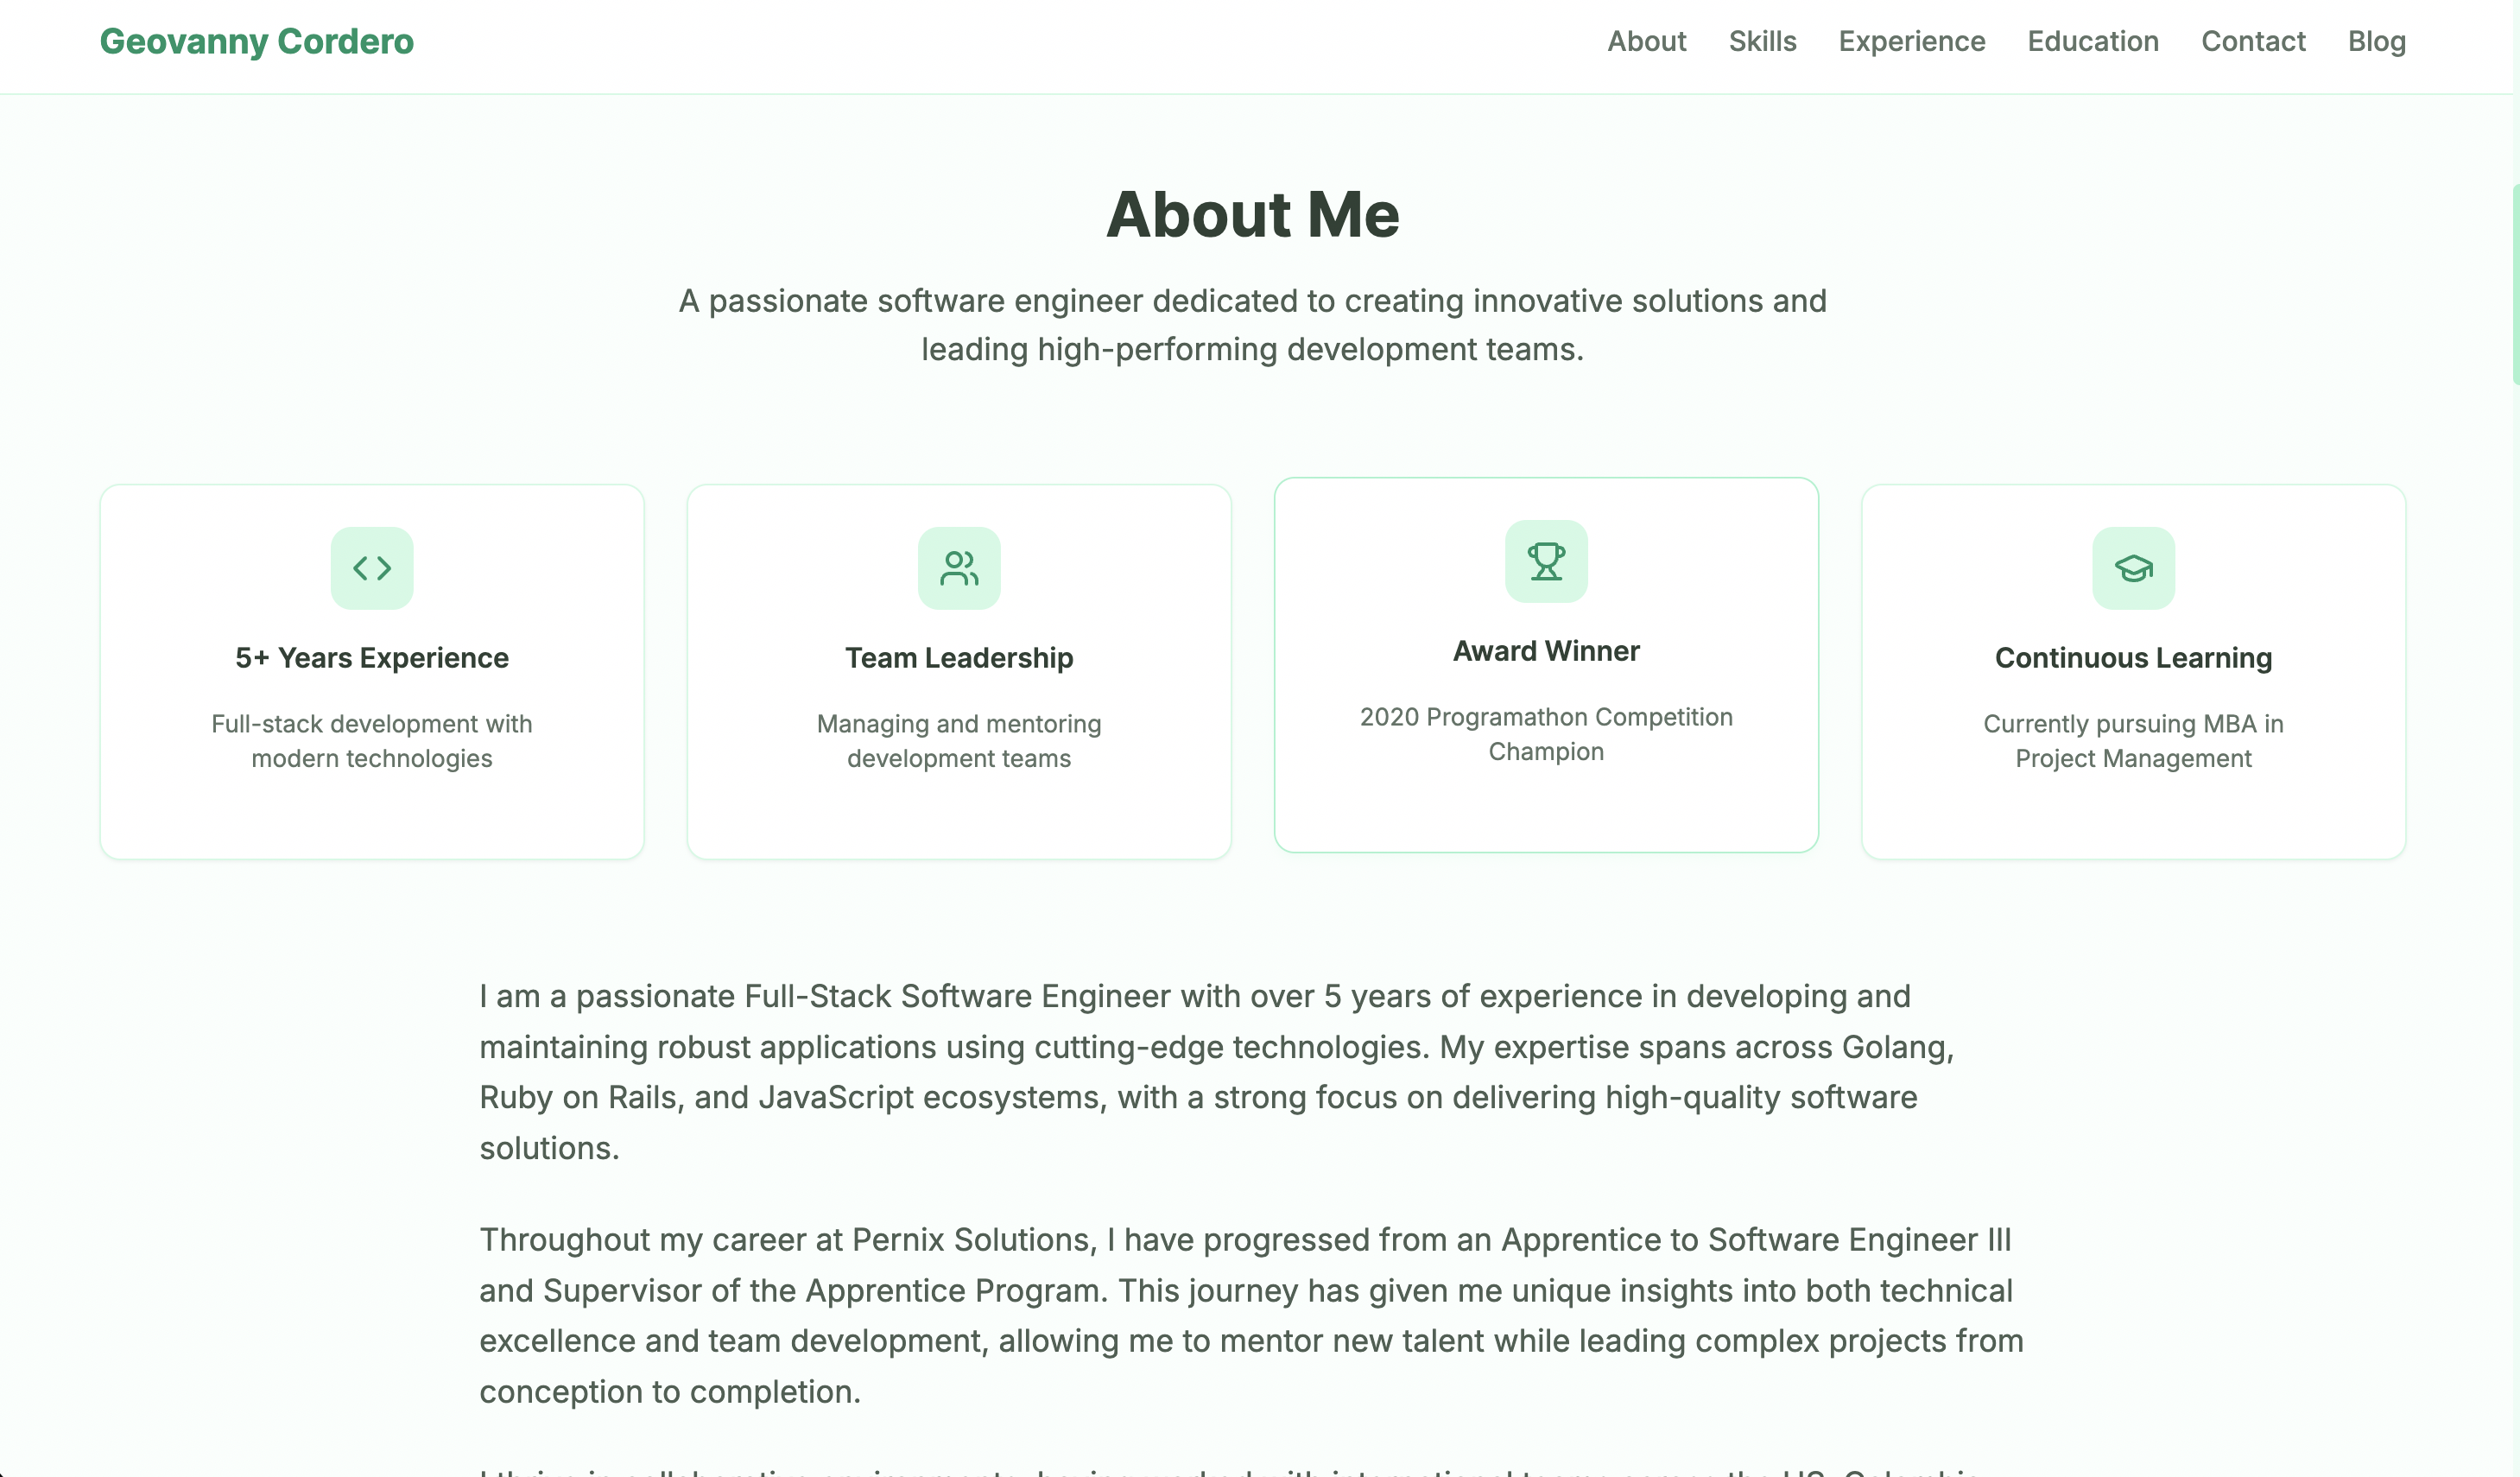 Geovanny Cordero
About Skills Experience Education Contact Blog
About Me
A passionate software engineer dedicated to creating innovative solutions and
leading high-performing development teams.
5+ Years Experience
Full-stack development with
modern technologies
Team Leadership
Managing and mentoring
development teams
Award Winner
2020 Programathon Competition
Champion
Continuous Learning
Currently pursuing MBA in
Project Management
I am a passionate Full-Stack Software Engineer with over 5 years of experience in developing and
maintaining robust applications using cutting-edge technologies. My expertise spans across Golang,
Ruby on Rails, and JavaScript ecosystems, with a strong focus on delivering high-quality software
solutions.
Throughout my career at Pernix Solutions, I have progressed from an Apprentice to Software Engineer III
and Supervisor of the Apprentice Program. This journey has given me unique insights into both technical
excellence and team development, allowing me to mentor new talent while leading complex projects from
conception to completion.